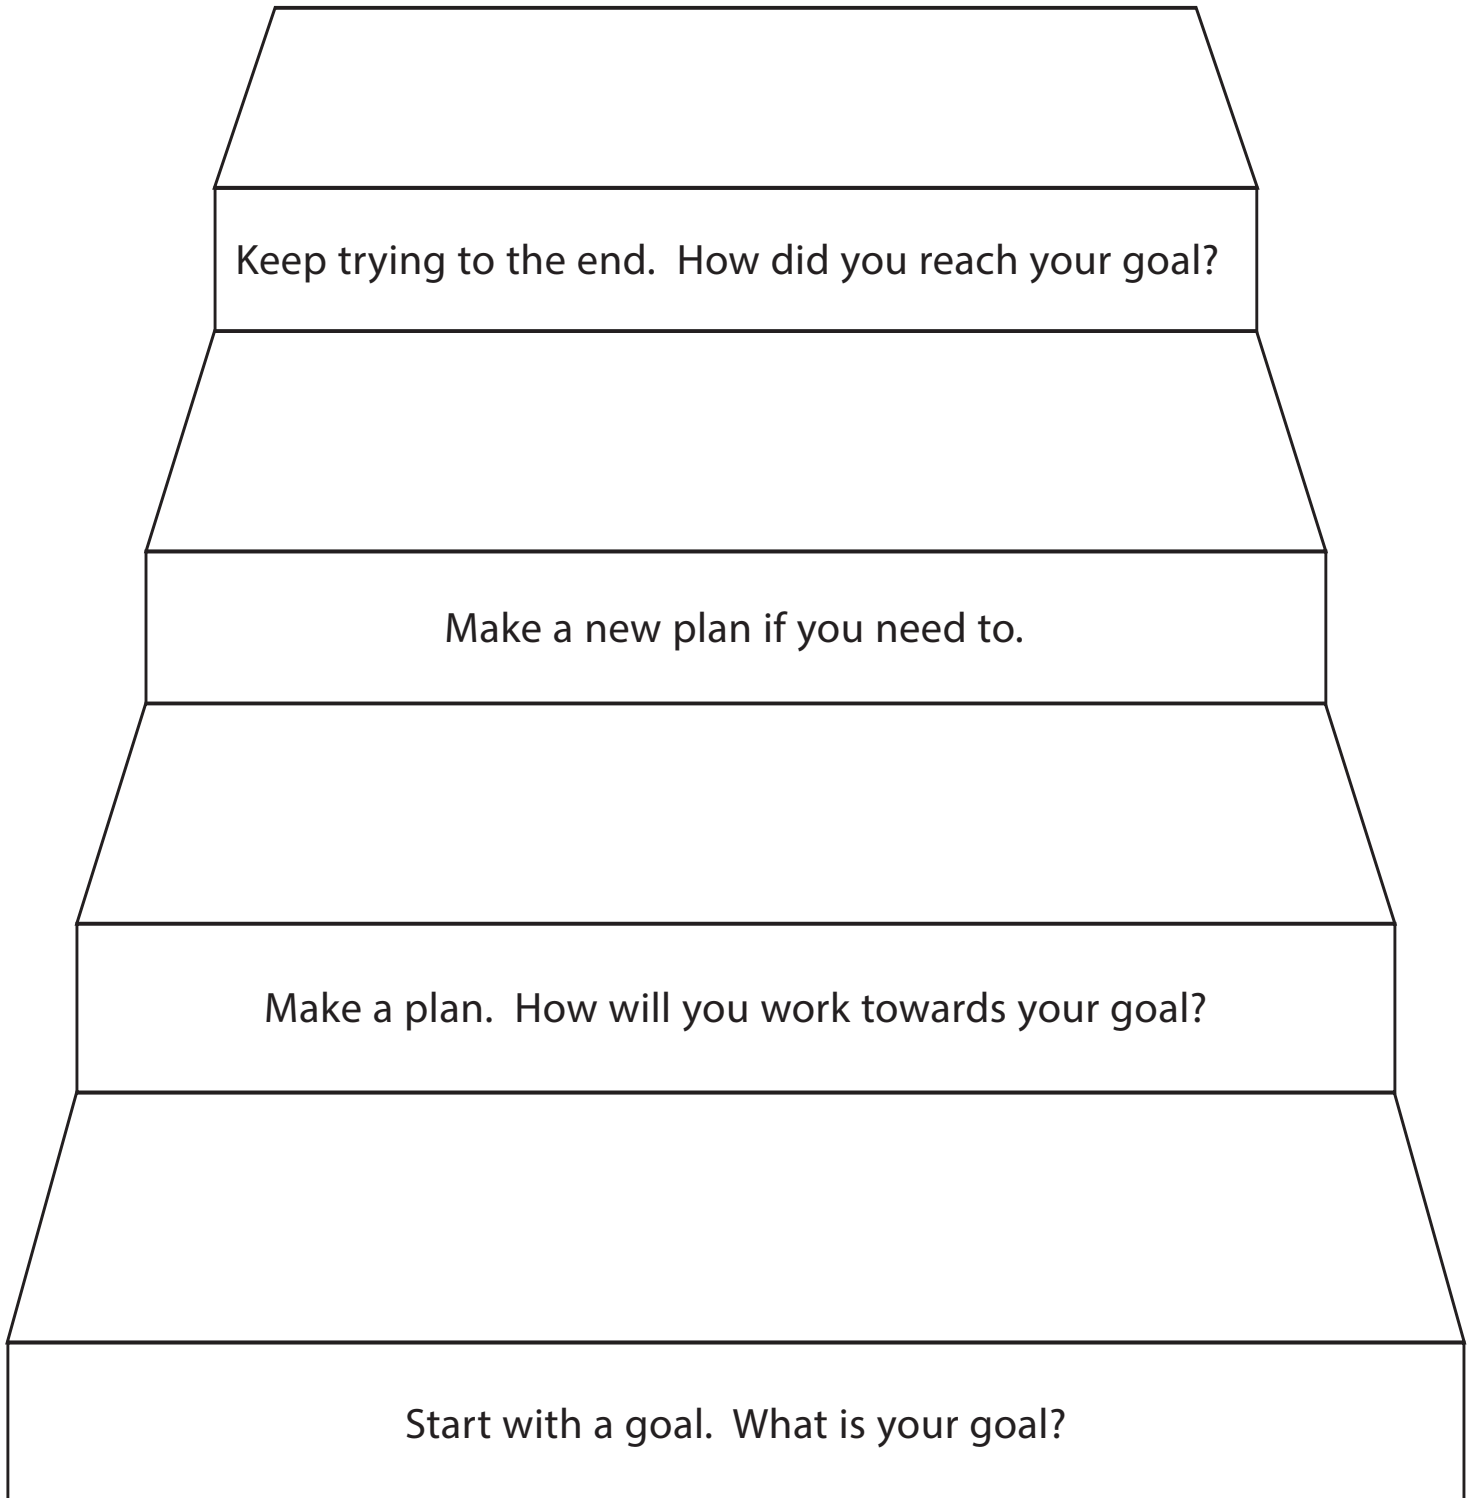 Keep trying to the end.  How did you reach your goal?
Make a new plan if you need to.
Make a plan.  How will you work towards your goal?
Start with a goal.  What is your goal?